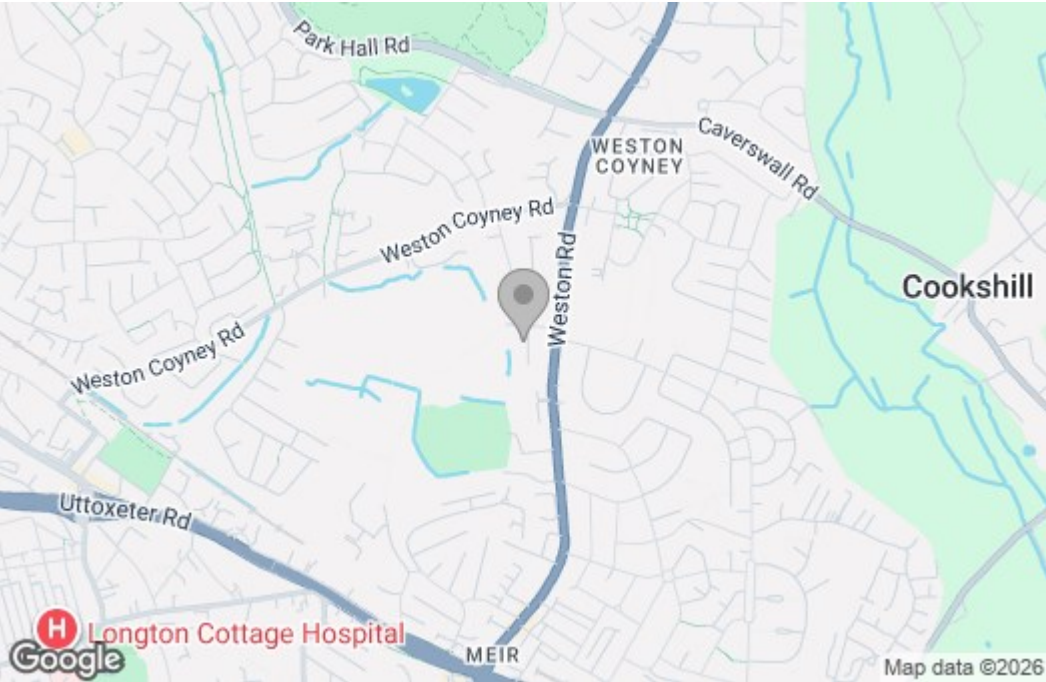 Park Hall Rd
WESTON
COYNEY
Caverswall Rd
Weston Coyney Rd
Weston Rd
Cookshill
Weston Coyney Rd
Uttoxeter Rd
H
Longton Cottage Hospital
MEIR
Google
Map data ©2026